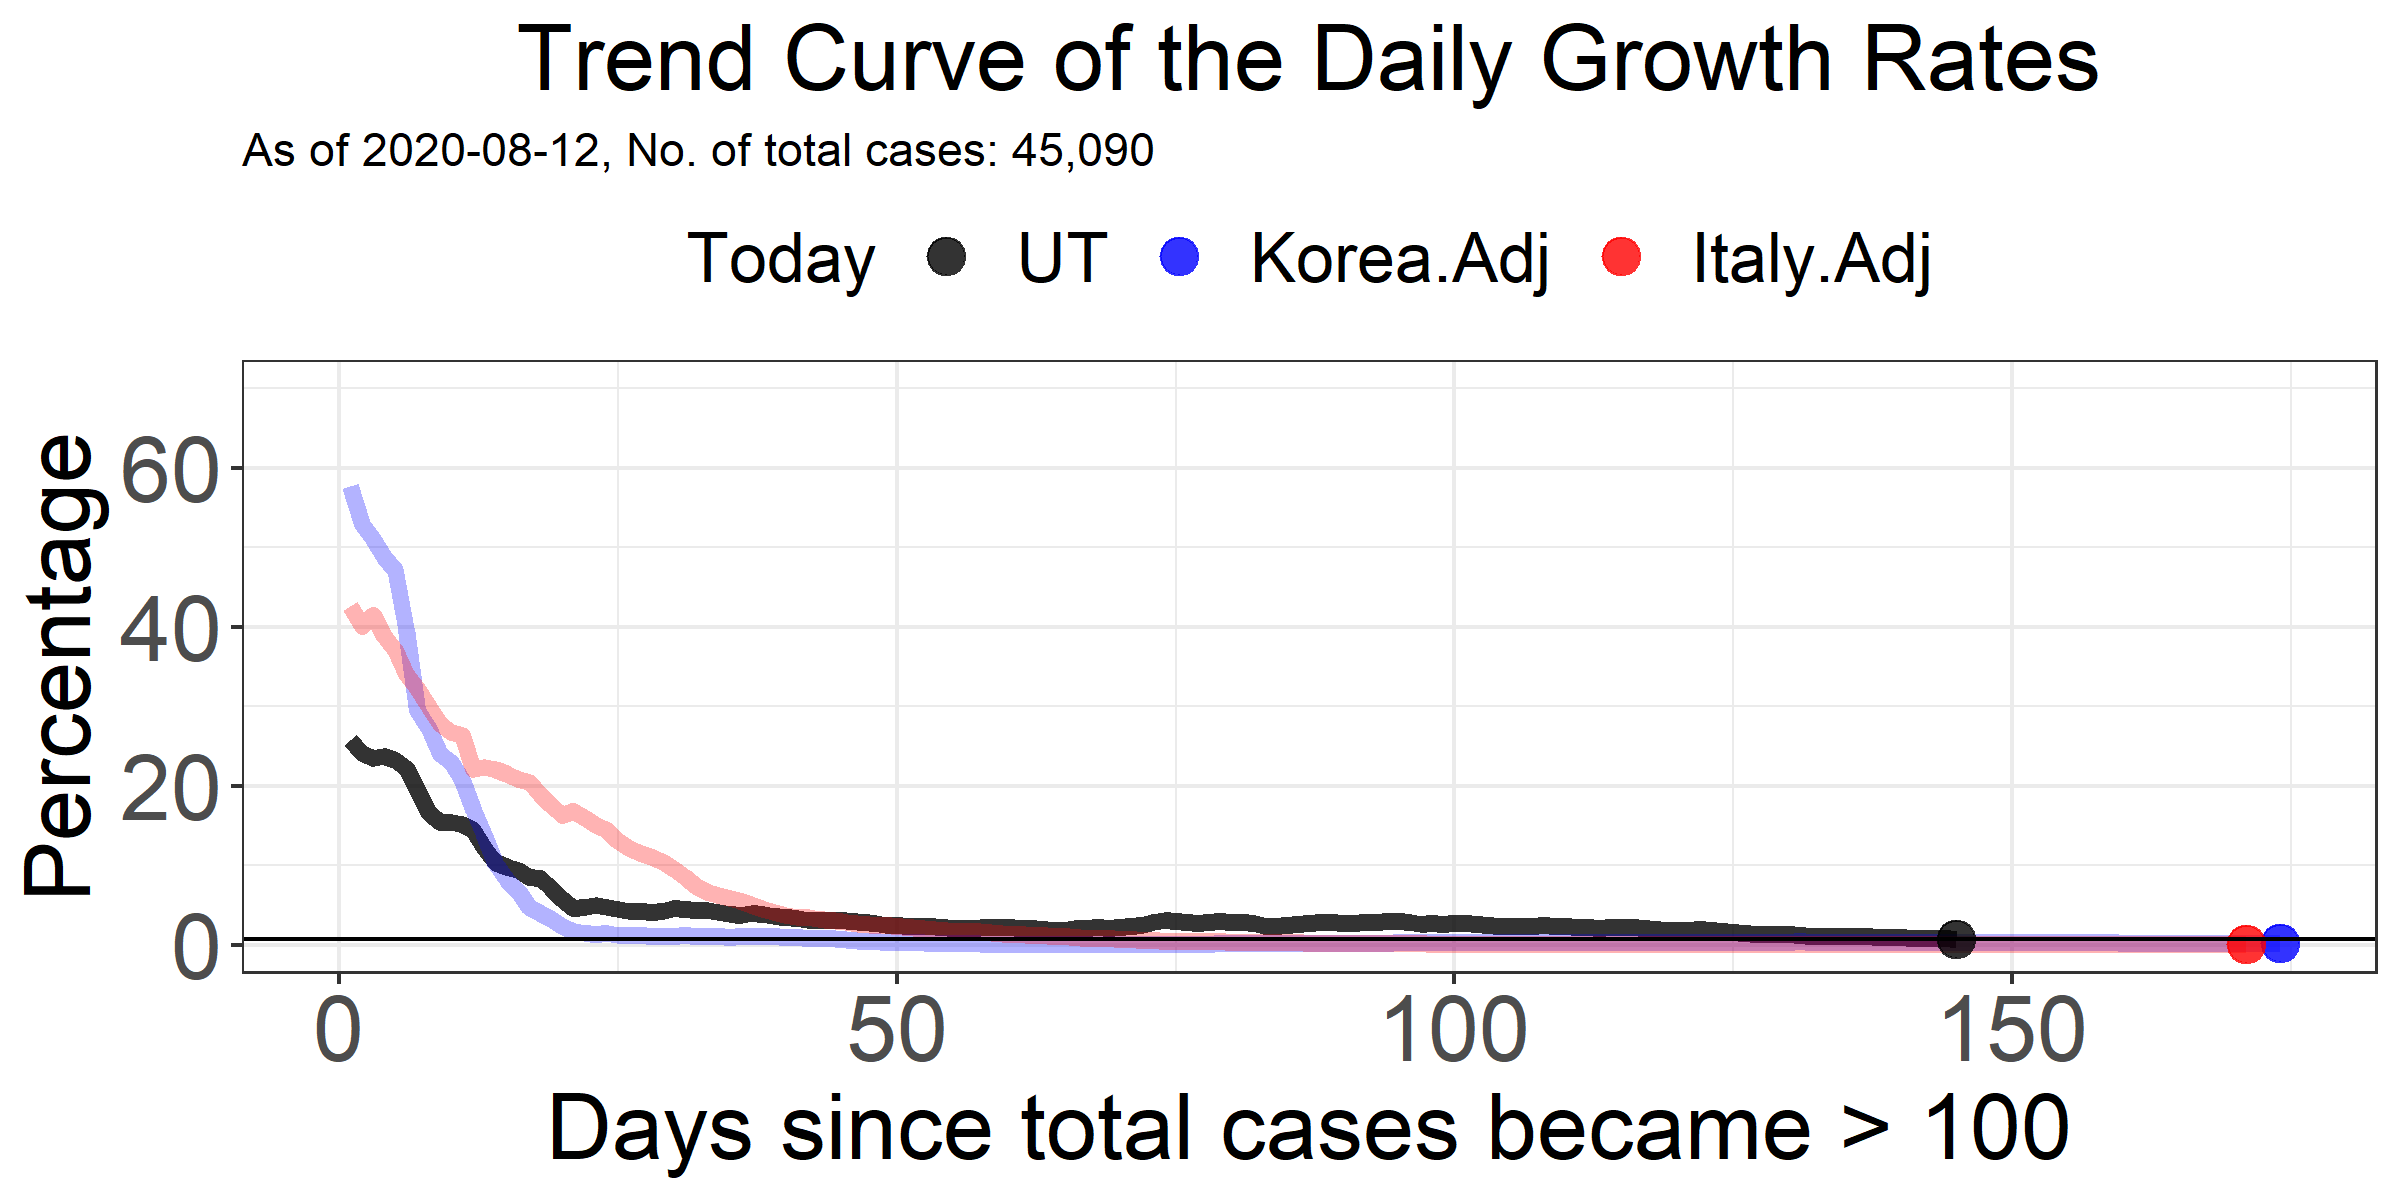 Trend Curve of the Daily Growth Rates
As of 2020-08-12, No. of total cases: 45,090
Today UT Korea.Adj Italy.Adj
Percentage
60
40
20
0
0 50 100 150
Days since total cases became > 100